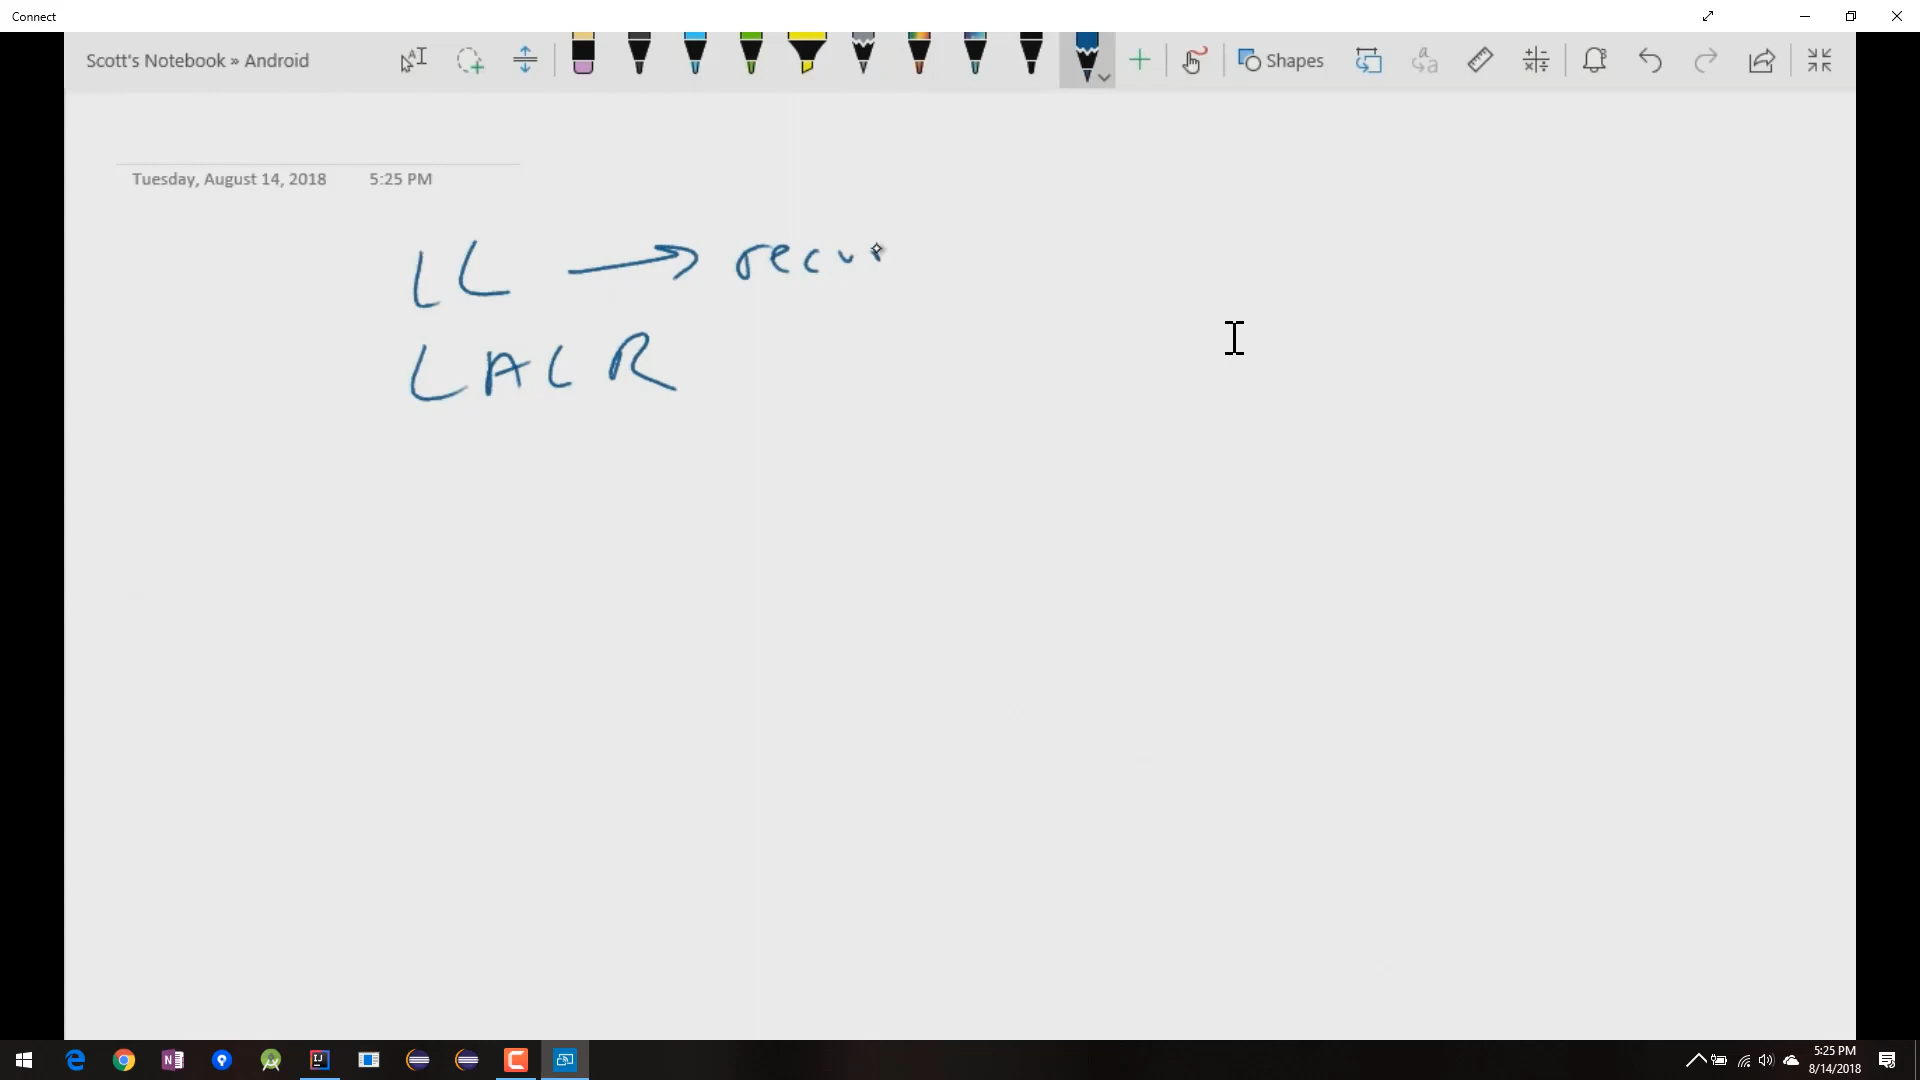 Connect
Scott's Notebook » Android
Shapes
Tuesday, August 14, 2018 5:25 PM
LL → recur
LALR
5:25 PM
8/14/2018